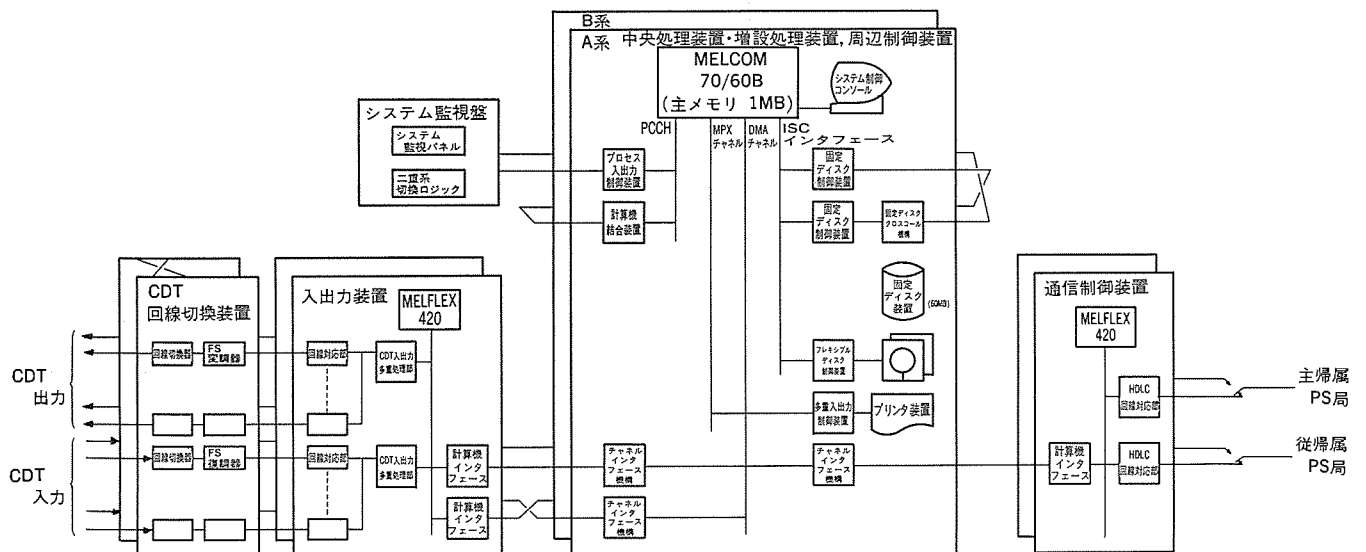 B系
A系 中央処理装置・増設処理装置,周辺制御装置
MELCOM
70/60B
(主メモリ 1MB)
システム制御
コンソール
システム監視盤
システム
監視パネル
二重系
切換ロジック
PCCH
MPX
チャネル
DMA
チャネル
ISC
インタフェース
プロセス
入出力
制御装置
計算機
結合装置
固定
ディスク
制御装置
固定
ディスク
制御装置
固定ディスク
クロスコール
機構
固定
ディスク
装置
(60MB)
フレキシブル
ディスク
制御装置
多重入出力
制御装置
プリンタ装置
CDT
回線切換装置
入出力装置
MELFLEX
420
回線切換器
FS
変調器
回線対応部
CDT入出力
多重処理部
CDT
出力
回線切換器
FS
復調器
回線対応部
CDT入出力
多重処理部
CDT
入力
計算機
インタ
フェース
計算機
インタ
フェース
チャネル
インタ
フェース
機構
チャネル
インタ
フェース
機構
チャネル
インタ
フェース
機構
通信制御装置
MELFLEX
420
HDLC
回線対応部
計算機
インタ
フェース
HDLC
回線対応部
主帰属
PS局
従帰属
PS局